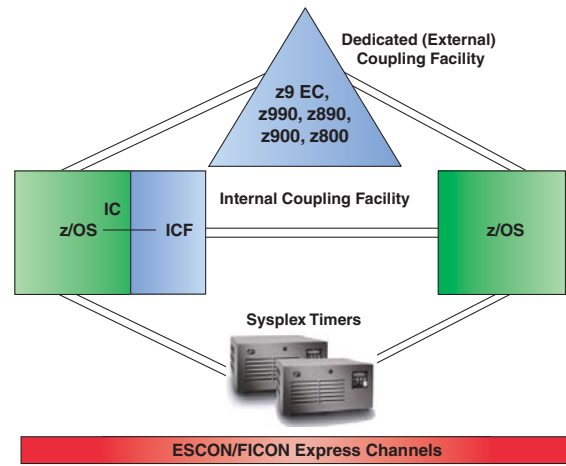 Dedicated (External)
Coupling Facility
z9 EC,
z990, z890,
z900, z800
Internal Coupling Facility
IC
z/OS
ICF
z/OS
Sysplex Timers
ESCON/FICON Express Channels